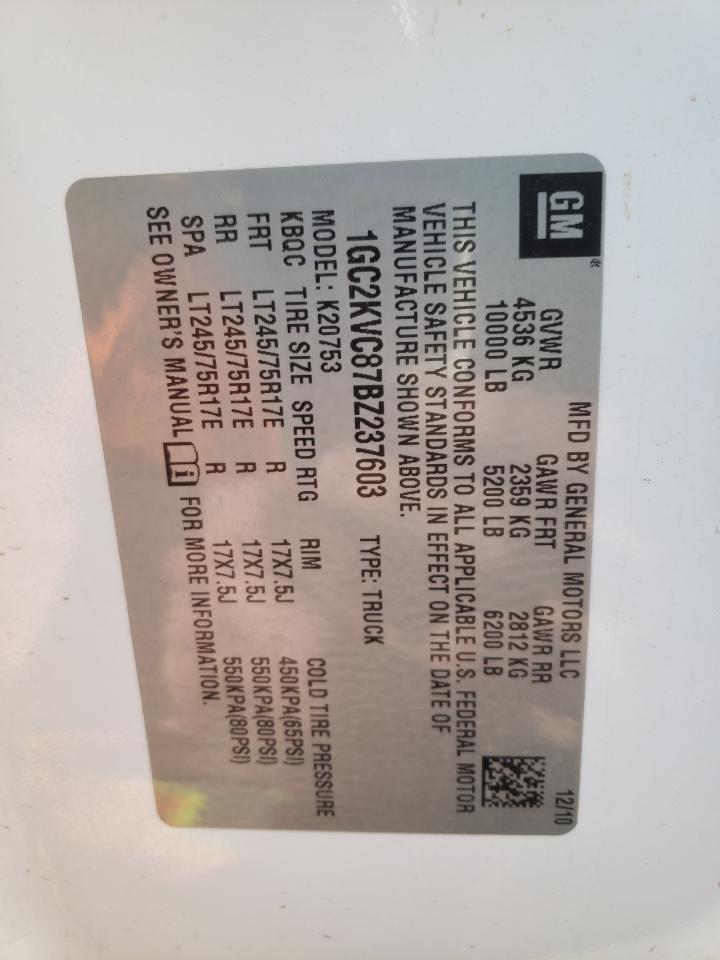 GM®
MFD BY GENERAL MOTORS LLC 12/10
GVWR GAWR FRT GAWR RR
4536 KG 2359 KG 2812 KG
10000 LB 5200 LB 6200 LB
THIS VEHICLE CONFORMS TO ALL APPLICABLE U.S. FEDERAL MOTOR
VEHICLE SAFETY STANDARDS IN EFFECT ON THE DATE OF
MANUFACTURE SHOWN ABOVE.
1GC2KVC87BZ237603 TYPE: TRUCK
MODEL: K20753
KBQC TIRE SIZE SPEED RTG RIM COLD TIRE PRESSURE
FRT LT245/75R17E R 17X7.5J 450KPA(65PSI)
RR LT245/75R17E R 17X7.5J 550KPA(80PSI)
SPA LT245/75R17E R 17X7.5J 550KPA(80PSI)
SEE OWNER'S MANUAL i FOR MORE INFORMATION.